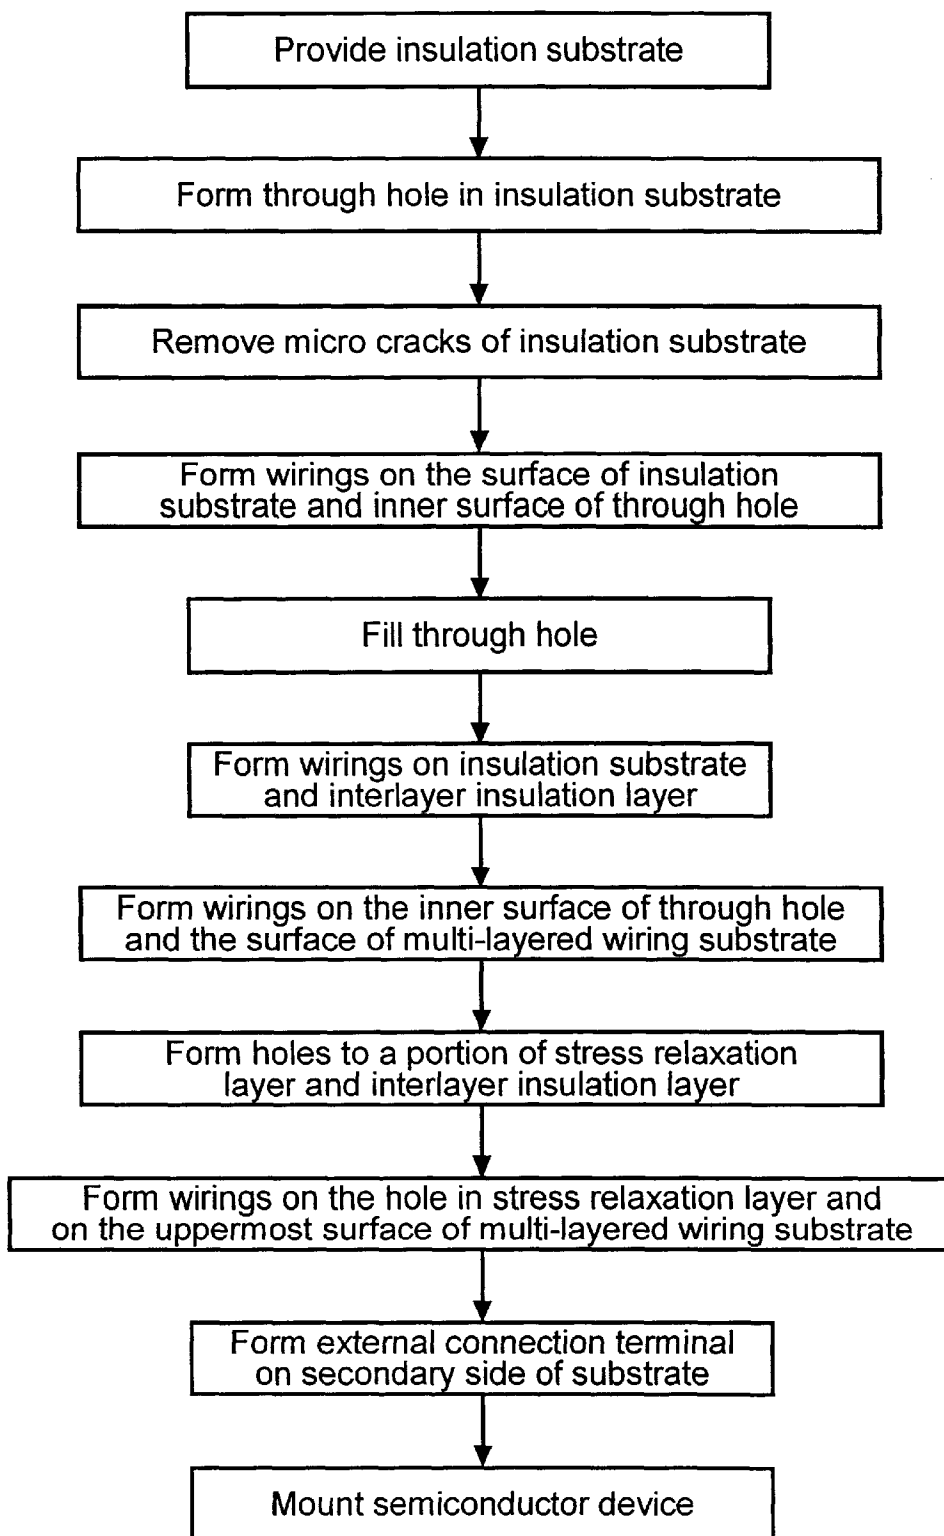 Provide insulation substrate
Form through hole in insulation substrate
Remove micro cracks of insulation substrate
Form wirings on the surface of insulation
substrate and inner surface of through hole
Fill through hole
Form wirings on insulation substrate
and interlayer insulation layer
Form wirings on the inner surface of through hole
and the surface of multi-layered wiring substrate
Form holes to a portion of stress relaxation
layer and interlayer insulation layer
Form wirings on the hole in stress relaxation layer and
on the uppermost surface of multi-layered wiring substrate
Form external connection terminal
on secondary side of substrate
Mount semiconductor device